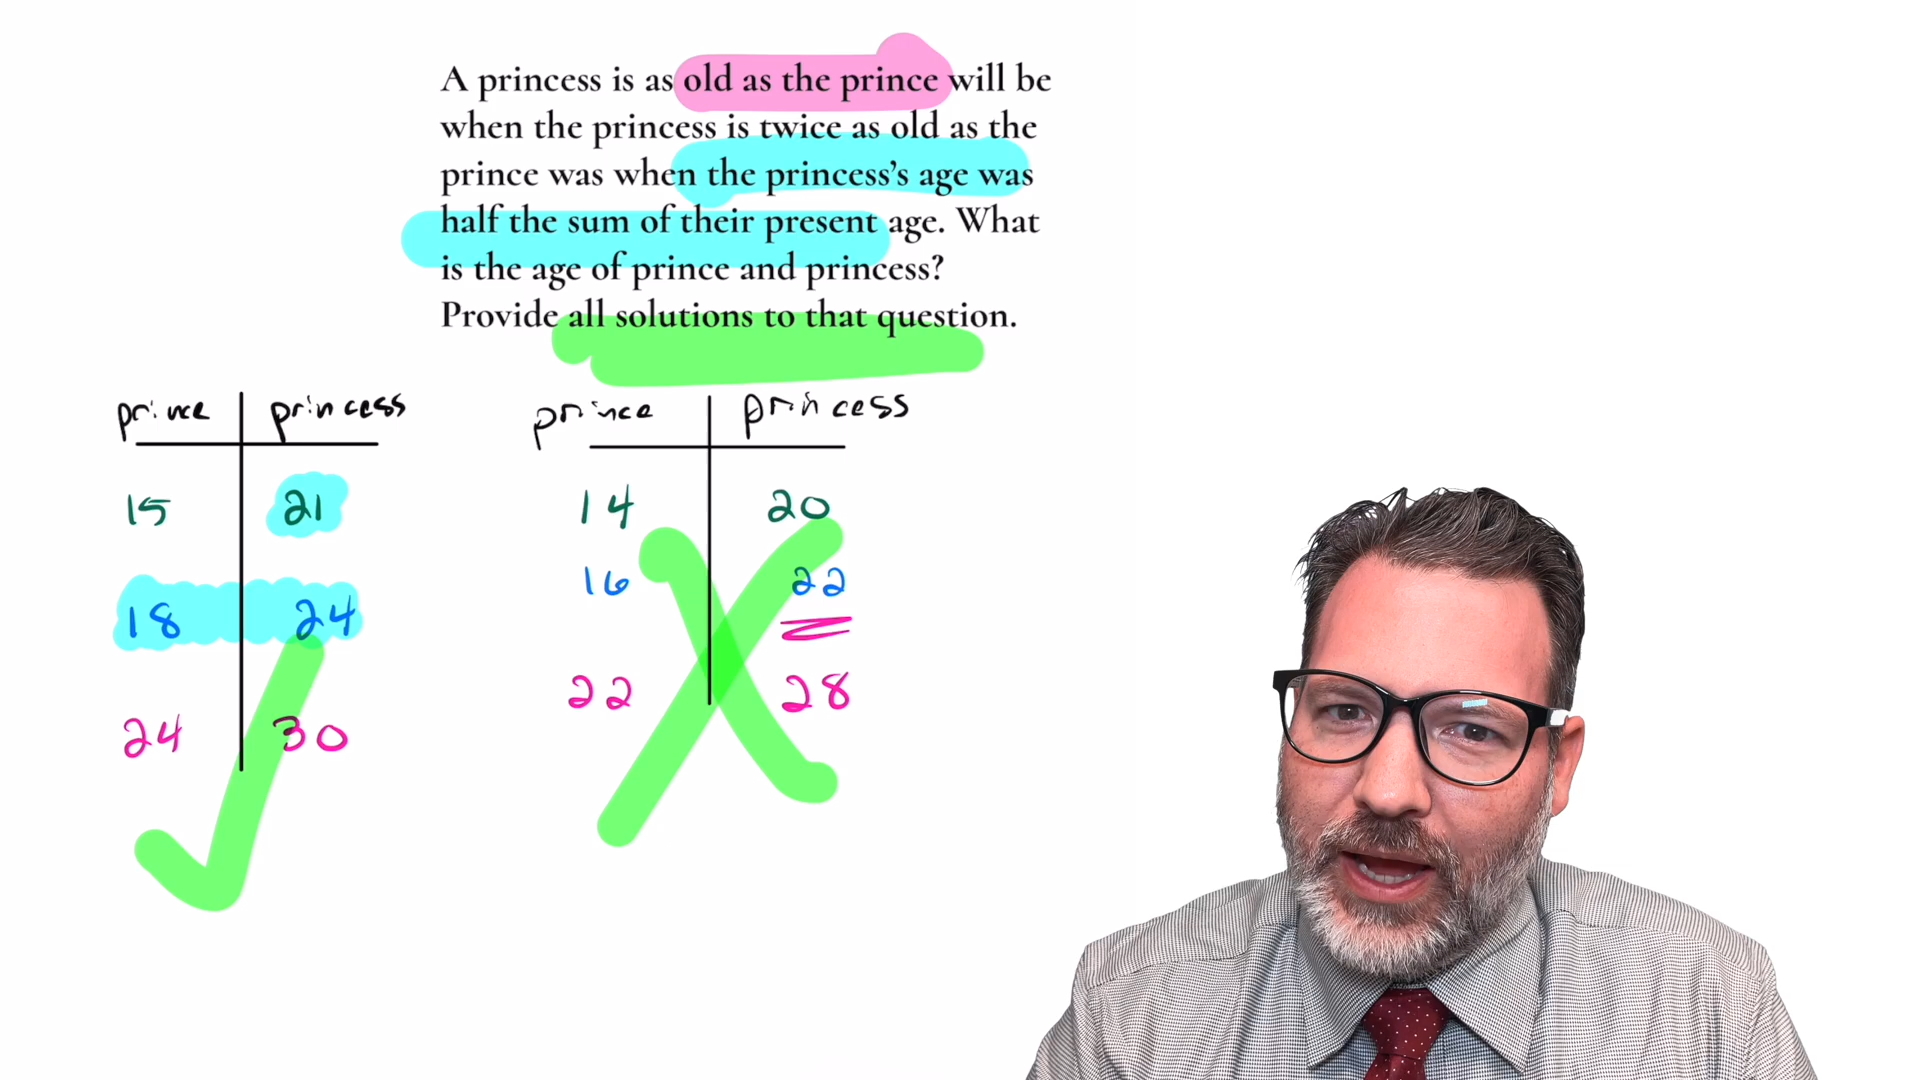 A princess is as old as the prince will be
when the princess is twice as old as the
prince was when the princess's age was
half the sum of their present age. What
is the age of prince and princess?
Provide all solutions to that question.
prince princess
15 21
18 24
24 30
prince princess
14 20
16 22
22 28